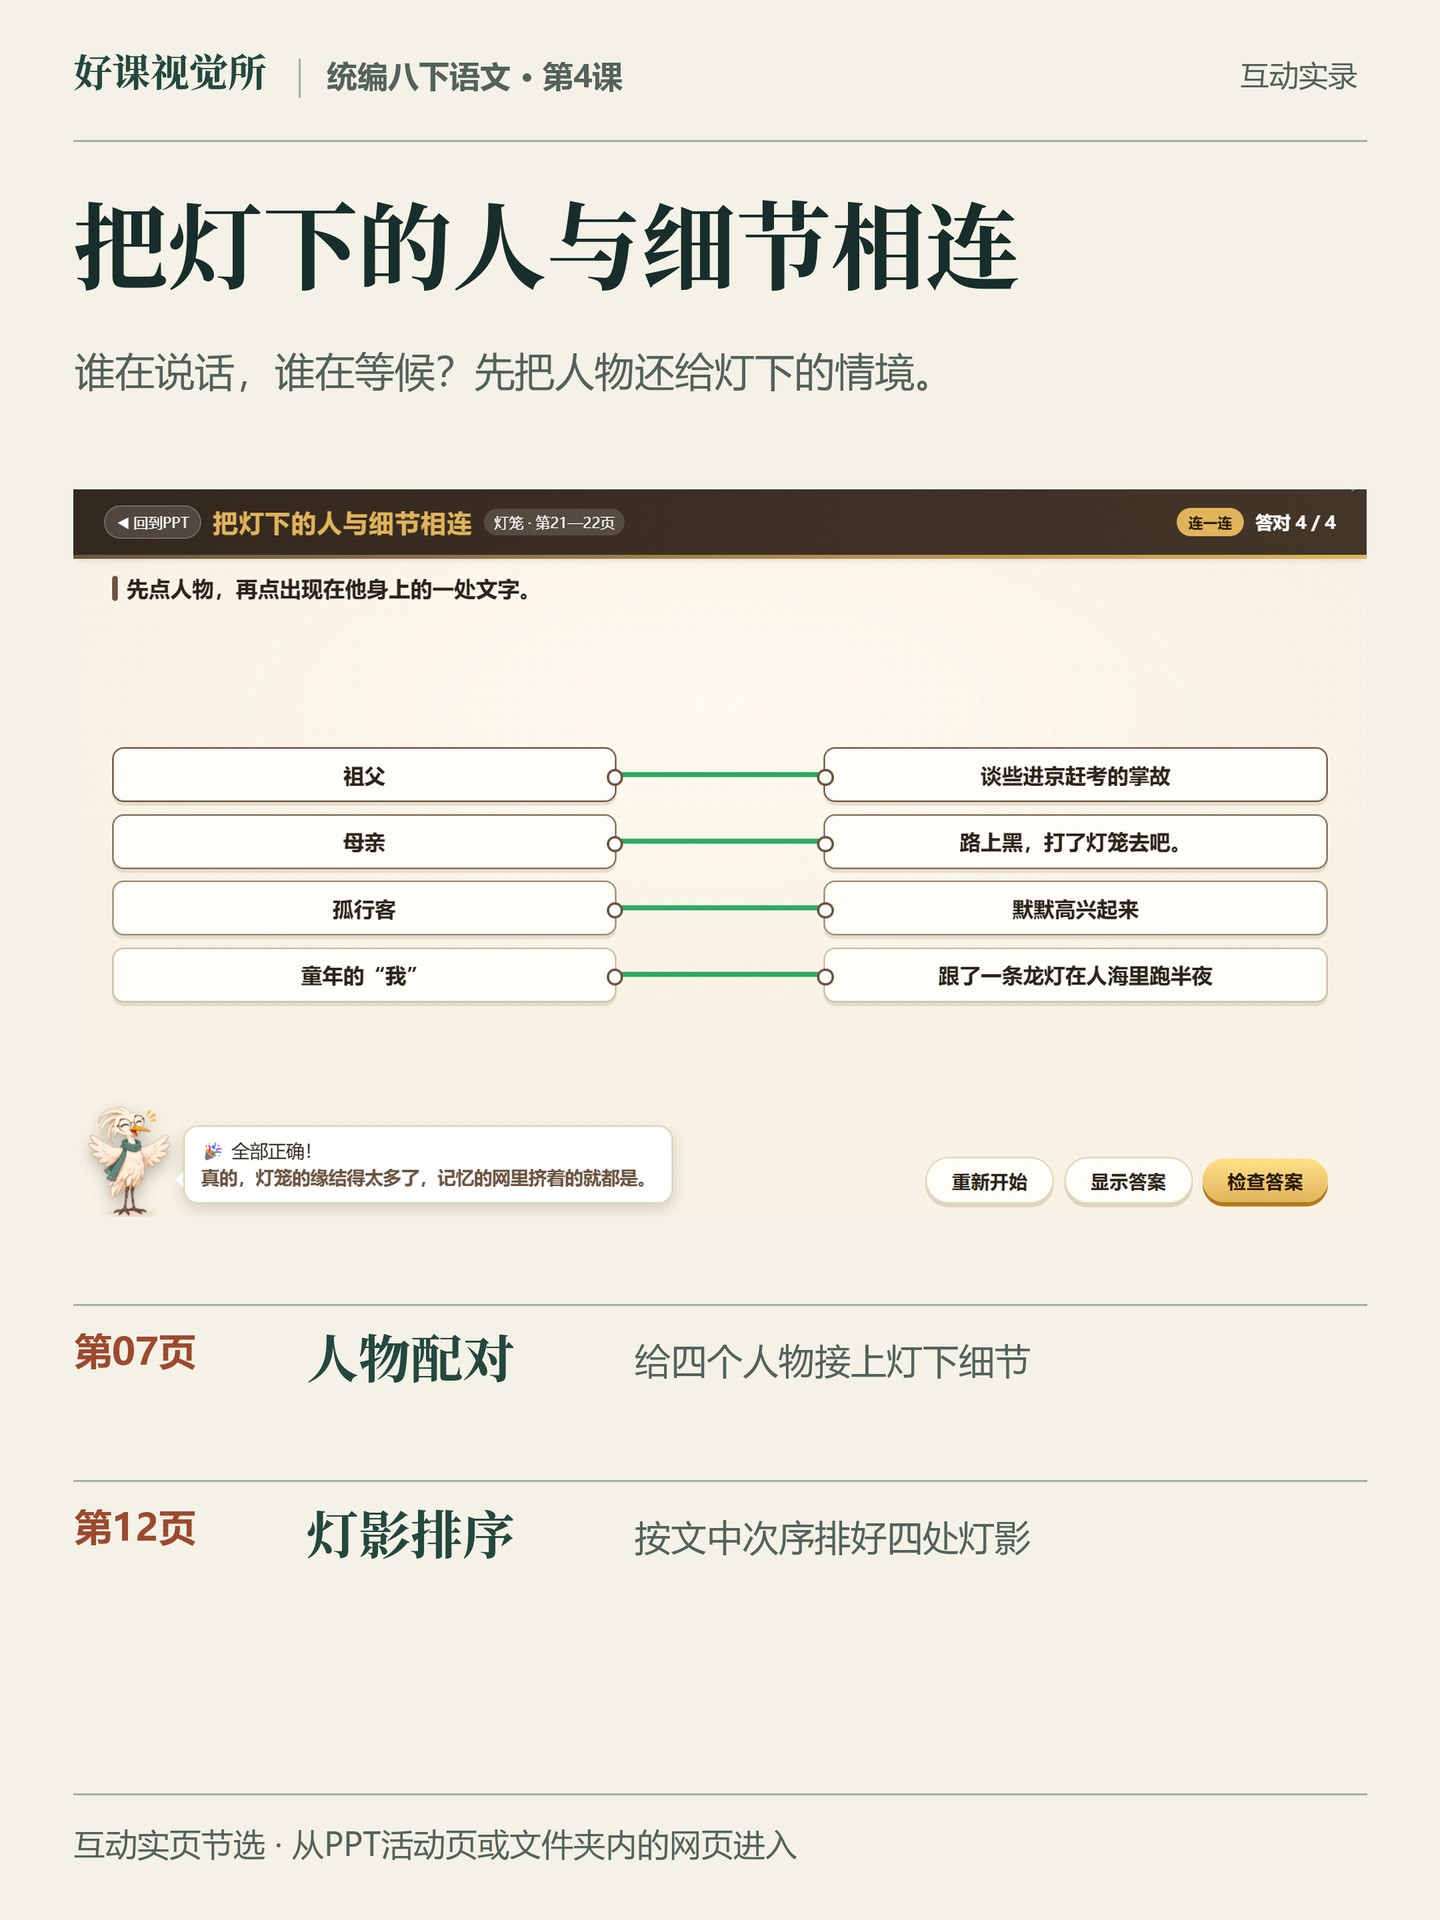 好课视觉所 统编八下语文·第4课 互动实录
把灯下的人与细节相连
谁在说话，谁在等候？先把人物还给灯下的情境。
◀ 回到PPT 把灯下的人与细节相连 灯笼·第21—22页 连一连 答对 4 / 4
先点人物，再点出现在他身上的一处文字。
祖父 谈些进京赶考的掌故
母亲 路上黑，打了灯笼去吧。
孤行客 默默高兴起来
童年的“我” 跟了一条龙灯在人海里跑半夜
🎉 全部正确！
真的，灯笼的缘结得太多了，记忆的网里挤着的就都是。
重新开始 显示答案 检查答案
第07页 人物配对 给四个人物接上灯下细节
第12页 灯影排序 按文中次序排好四处灯影
互动实页节选·从PPT活动页或文件夹内的网页进入